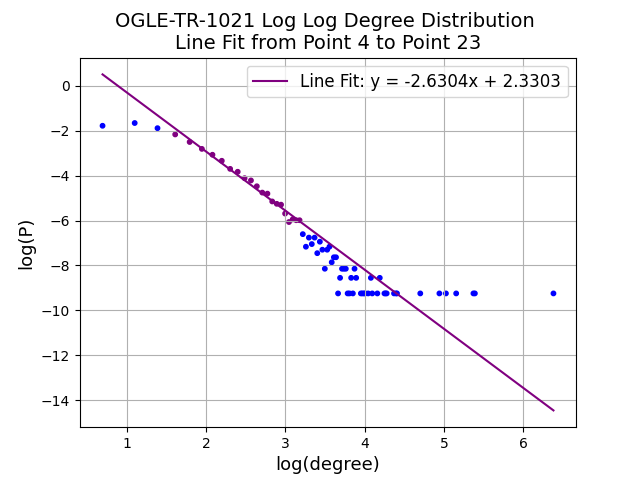 OGLE-TR-1021 Log Log Degree Distribution
Line Fit from Point 4 to Point 23
Line Fit: y = -2.6304x + 2.3303
log(P)
0
−2
−4
−6
−8
−10
−12
−14
1 2 3 4 5 6
log(degree)